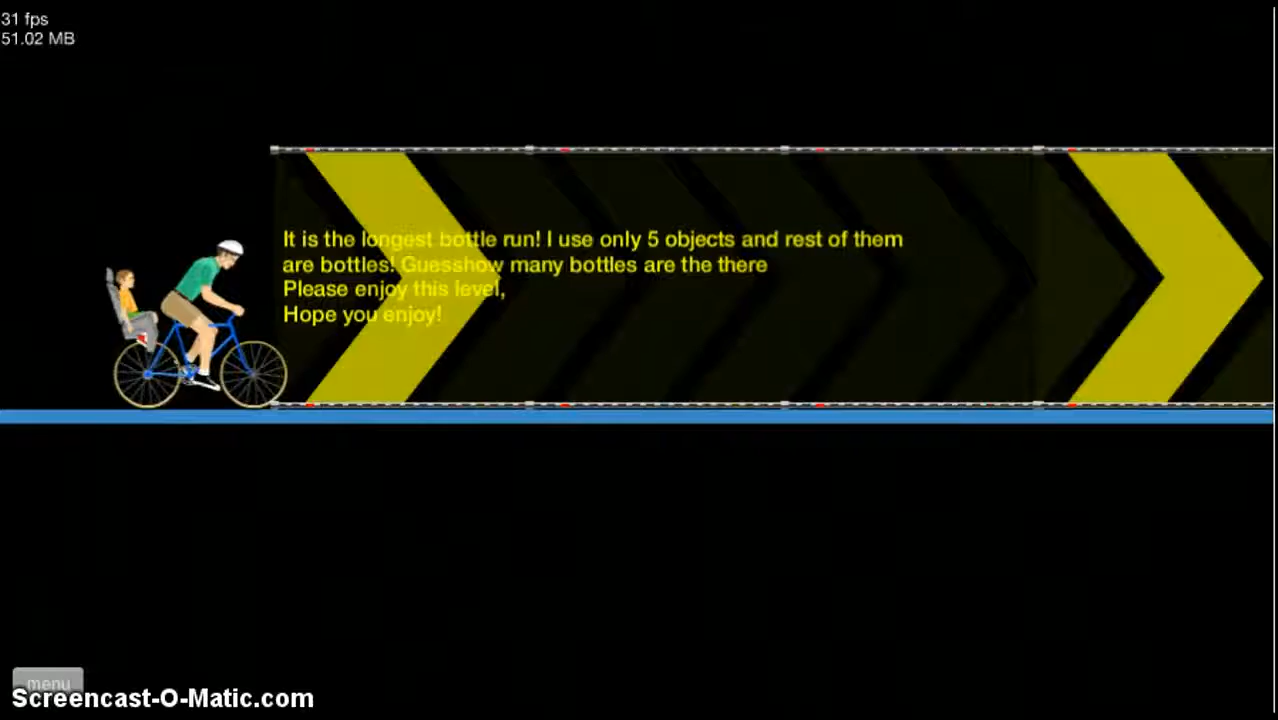 31 fps
51.02 MB
It is the longest bottle run! I use only 5 objects and rest of them
are bottles! Guesshow many bottles are the there
Please enjoy this level,
Hope you enjoy!
menu
Screencast-O-Matic.com